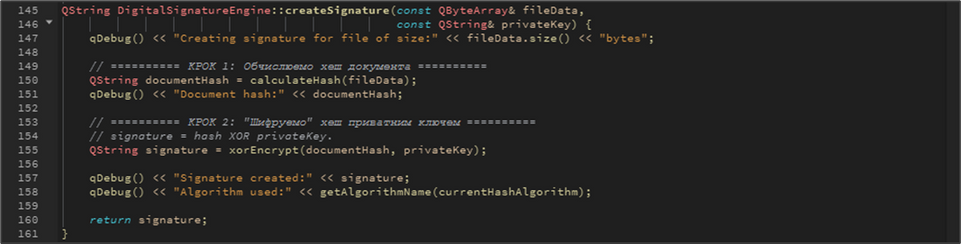 145 QString DigitalSignatureEngine::createSignature(const QByteArray& fileData,
146 const QString& privateKey) {
147 qDebug() << "Creating signature for file of size:" << fileData.size() << "bytes";
148
149 // ========== КРОК 1: Обчислюємо хеш документа ==========
150 QString documentHash = calculateHash(fileData);
151 qDebug() << "Document hash:" << documentHash;
152
153 // ========== КРОК 2: "Шифруємо" хеш приватним ключем ==========
154 // signature = hash XOR privateKey.
155 QString signature = xorEncrypt(documentHash, privateKey);
156
157 qDebug() << "Signature created:" << signature;
158 qDebug() << "Algorithm used:" << getAlgorithmName(currentHashAlgorithm);
159
160 return signature;
161 }